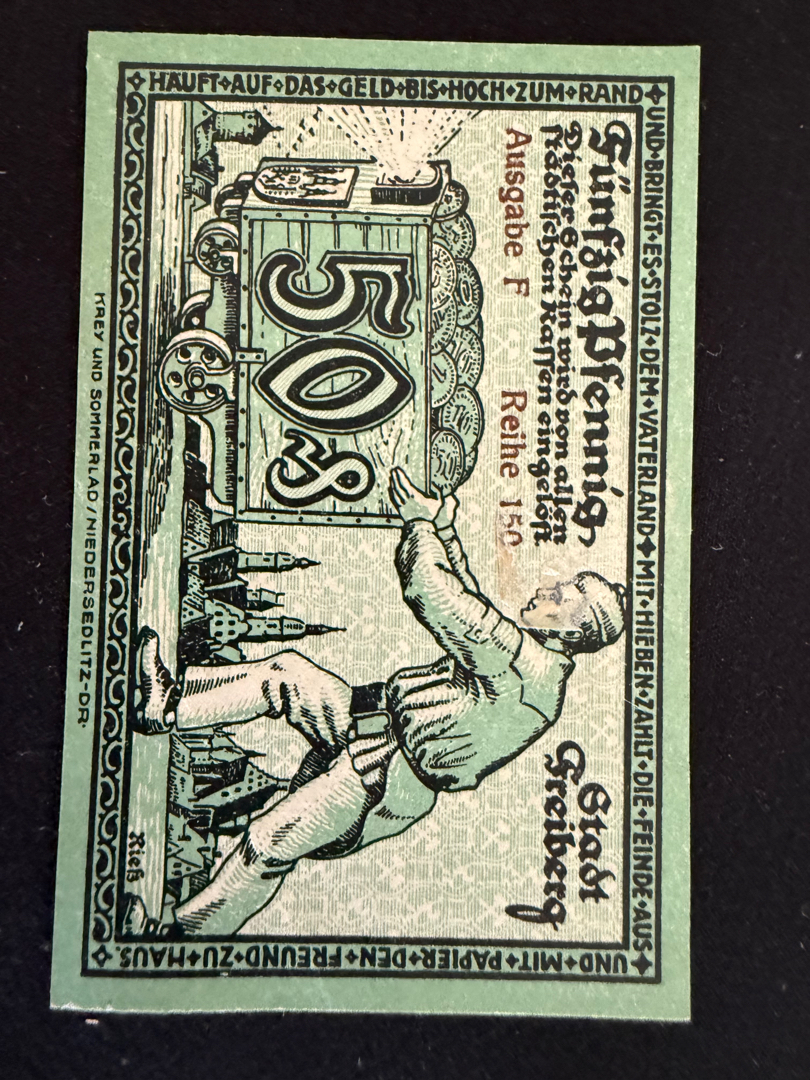 HÄUFT✦AUF✦DAS✦GELD✦BIS✦HOCH✦ZUM✦RAND
UND✦BRINGT✦ES✦STOLZ✦DEM✦VATERLAND✦MIT✦HIEBEN✦ZAHLT✦DIE✦FEINDE✦AUS
UND✦MIT✦PAPIER✦DEN✦FREUND✦ZU✦HAUS.
Fünfzig Pfennig,
Dieser Schein wird von allen
städtischen Kassen eingelöst.
Ausgabe F Reihe 150
Stadt
Freiberg
50 ₰
Rieß
KREY UND SOMMERLAD / NIEDERSEDLITZ-DR.